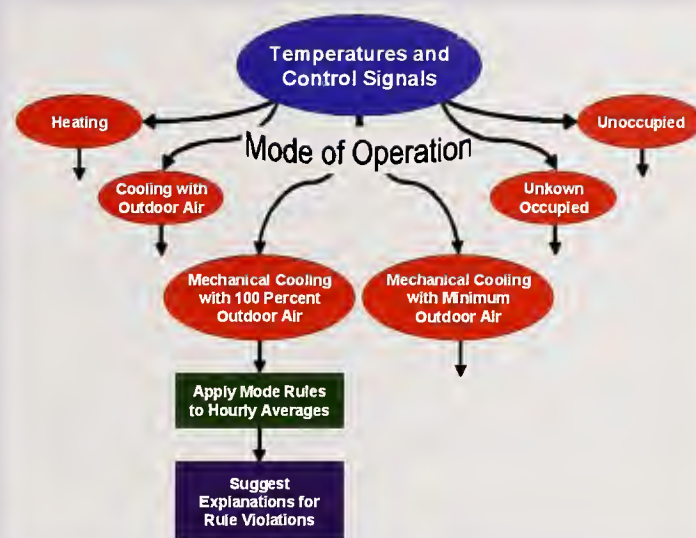 Temperatures and
Control Signals
Heating
Unoccupied
Mode of Operation
Cooling with
Outdoor Air
Unkown
Occupied
Mechanical Cooling
with 100 Percent
Outdoor Air
Mechanical Cooling
with Minimum
Outdoor Air
Apply Mode Rules
to Hourly Averages
Suggest
Explanations for
Rule Violations